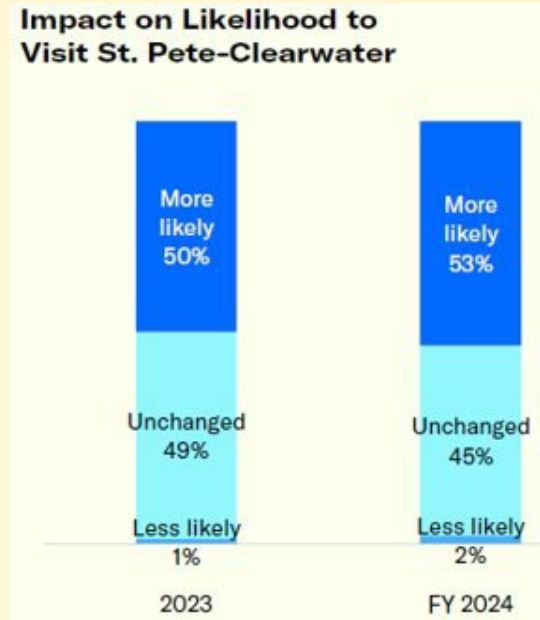 Impact on Likelihood to
Visit St. Pete-Clearwater
More
likely
50%
Unchanged
49%
Less likely
1%
2023
More
likely
53%
Unchanged
45%
Less likely
2%
FY 2024